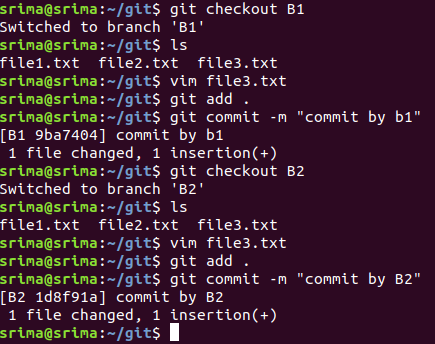 srima@srima:~/git$ git checkout B1
Switched to branch 'B1'
srima@srima:~/git$ ls
file1.txt  file2.txt  file3.txt
srima@srima:~/git$ vim file3.txt
srima@srima:~/git$ git add .
srima@srima:~/git$ git commit -m "commit by b1"
[B1 9ba7404] commit by b1
 1 file changed, 1 insertion(+)
srima@srima:~/git$ git checkout B2
Switched to branch 'B2'
srima@srima:~/git$ ls
file1.txt  file2.txt  file3.txt
srima@srima:~/git$ vim file3.txt
srima@srima:~/git$ git add .
srima@srima:~/git$ git commit -m "commit by B2"
[B2 1d8f91a] commit by B2
 1 file changed, 1 insertion(+)
srima@srima:~/git$